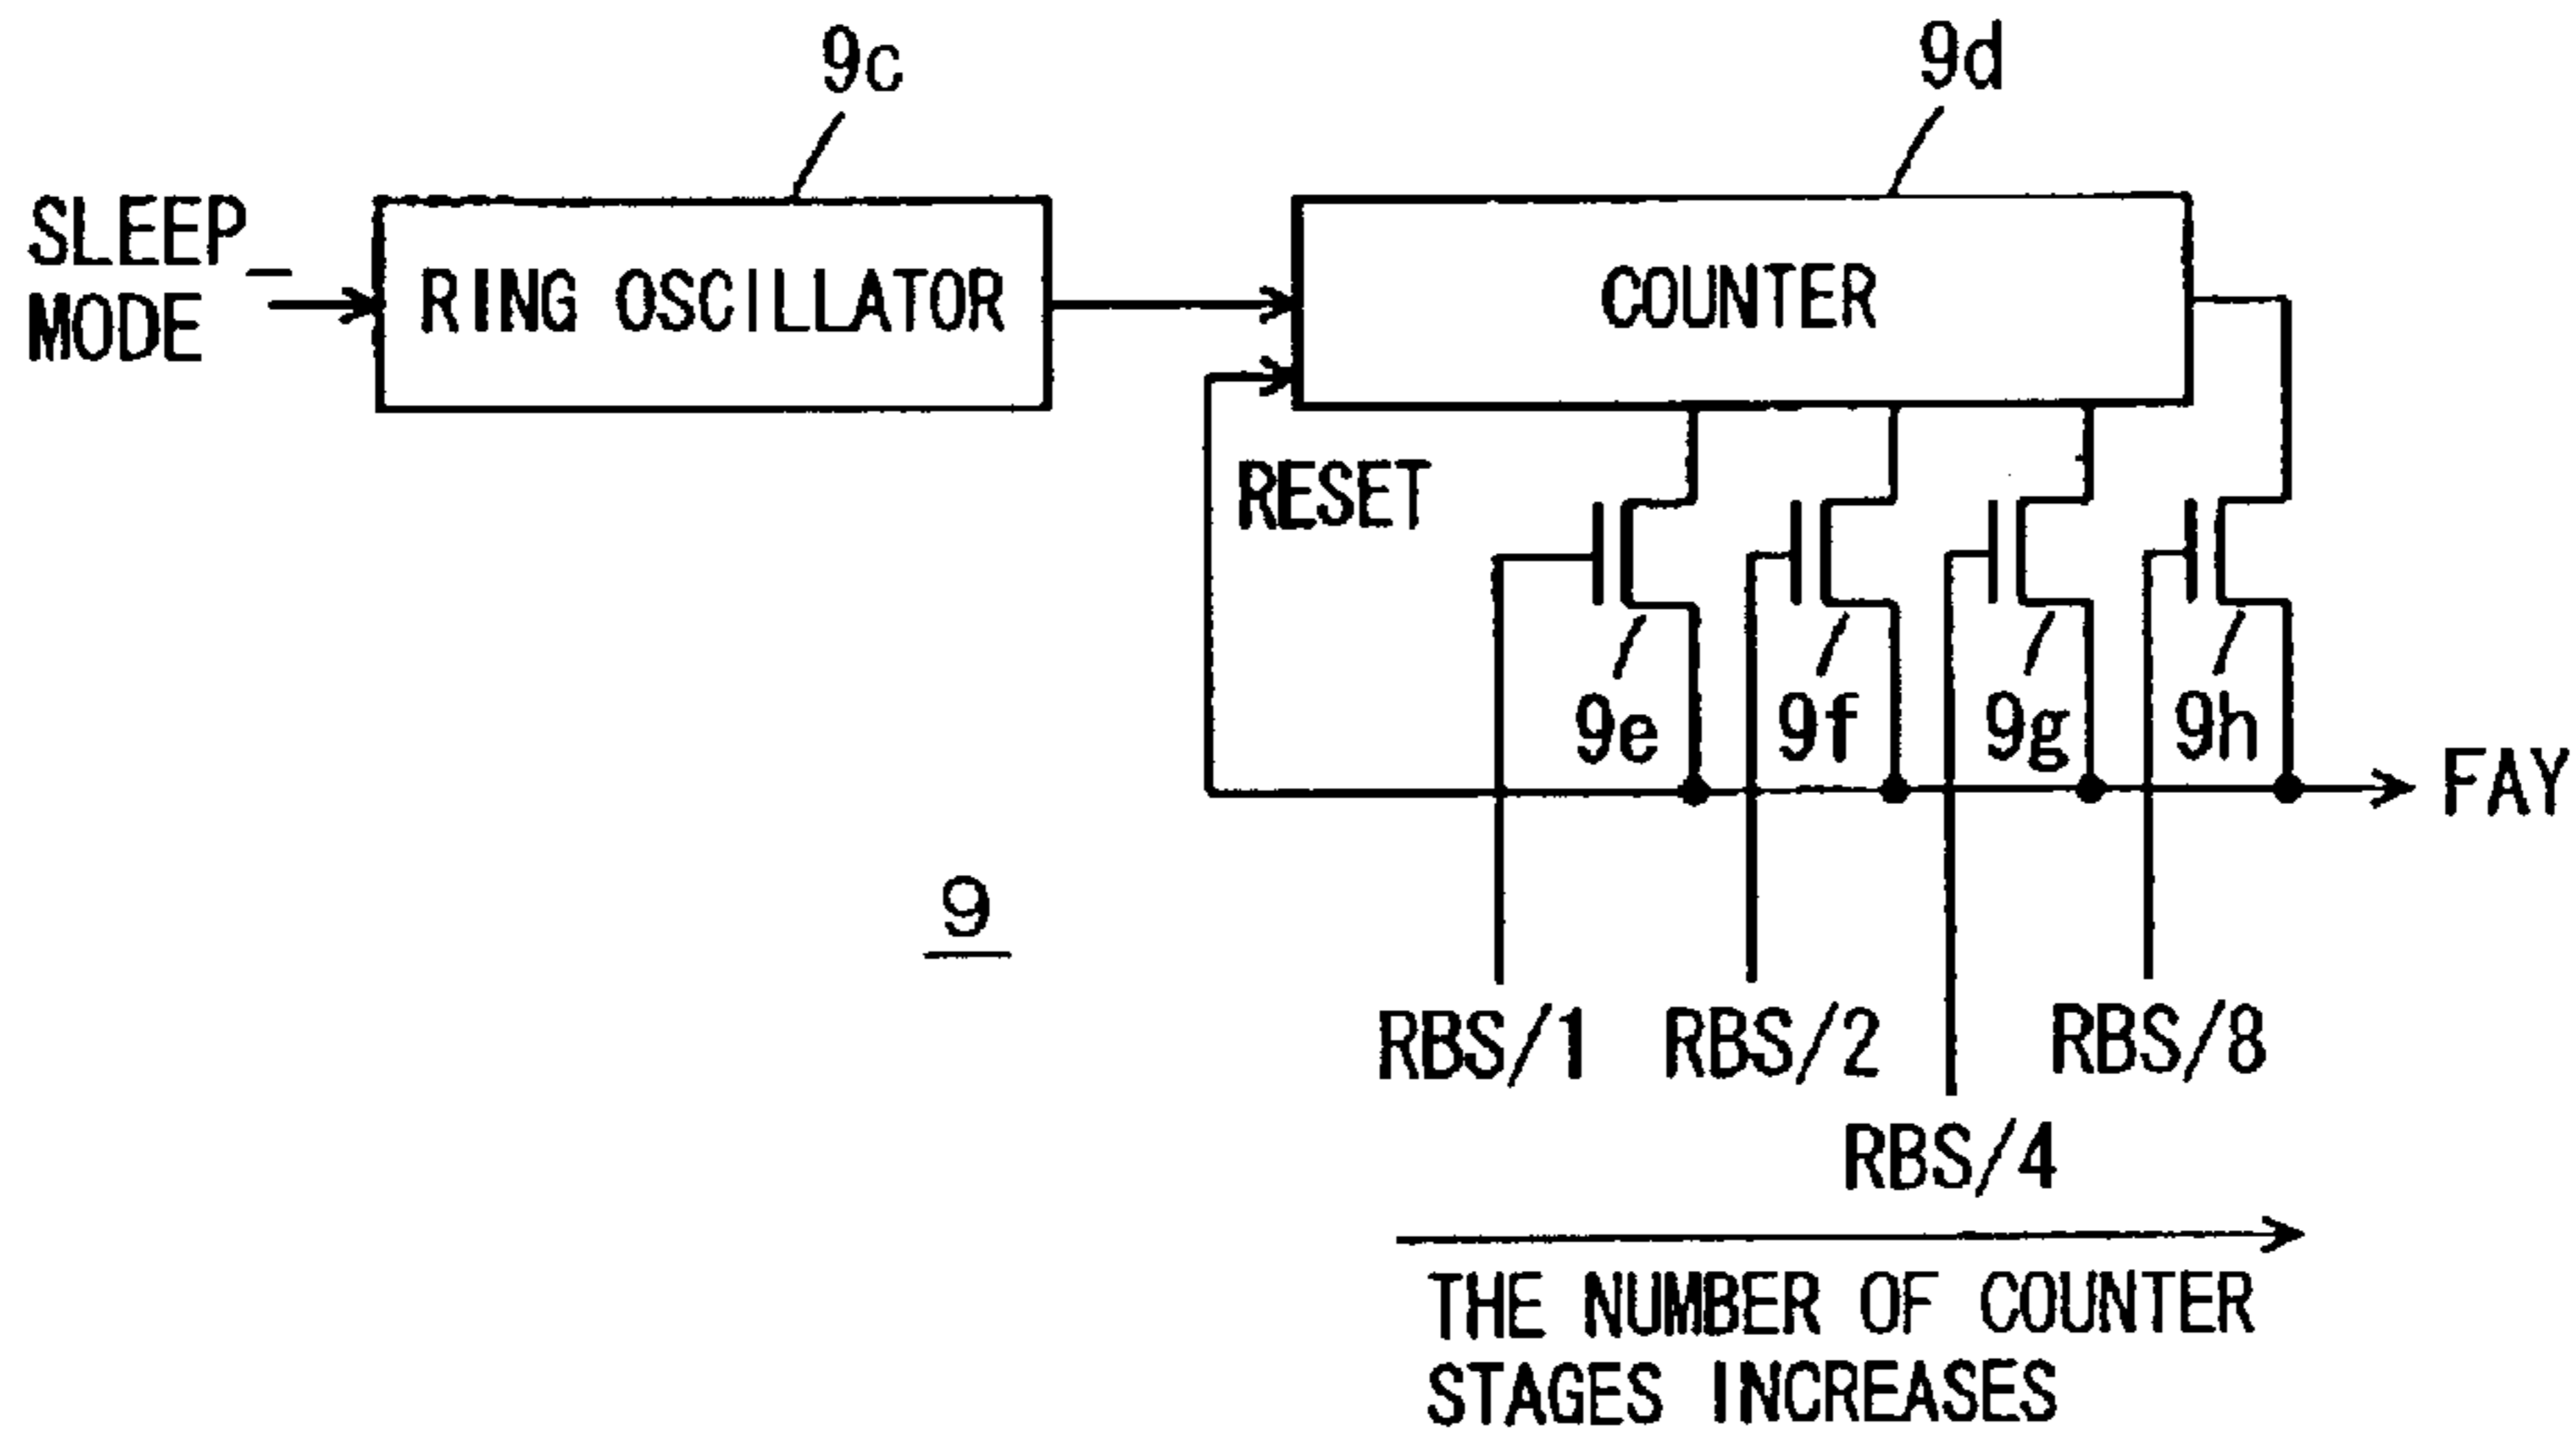 9c
9d
SLEEP_
MODE
RING OSCILLATOR
COUNTER
RESET
9e
9f
9g
9h
FAY
9
RBS/1
RBS/2
RBS/8
RBS/4
THE NUMBER OF COUNTER
STAGES INCREASES